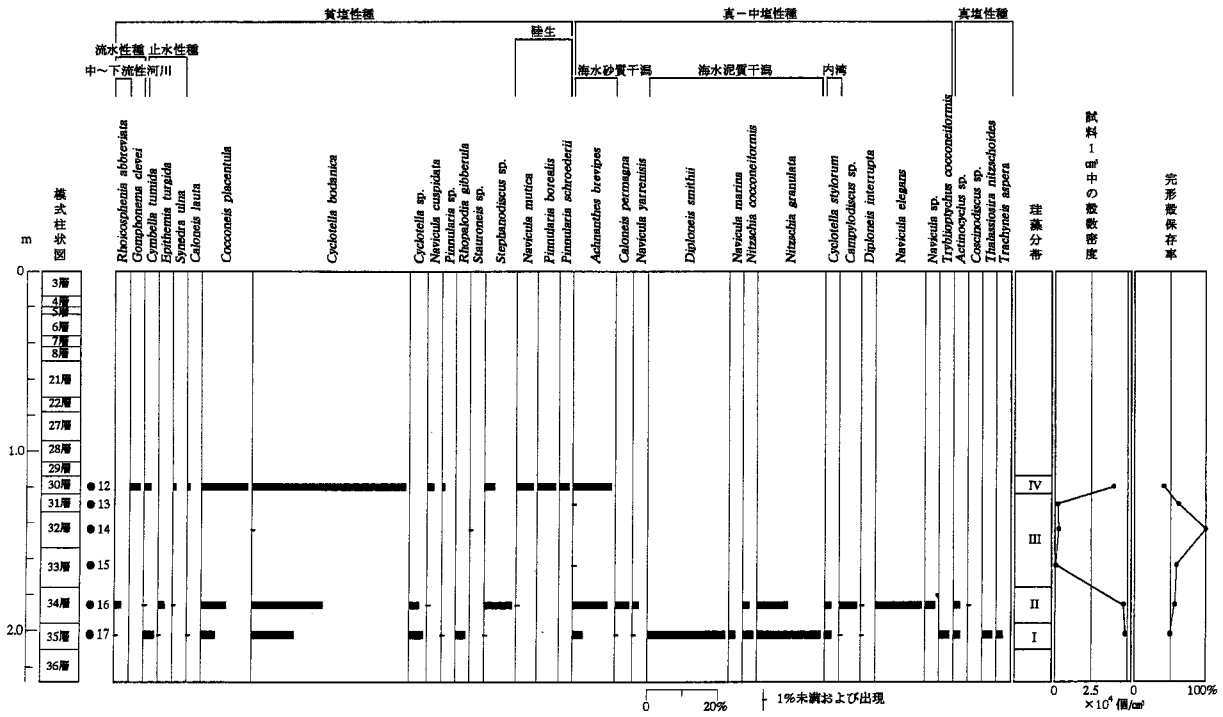 貧塩性種
真－中塩性種
真塩性種
陸生
流水性種
止水性種
中～下流性河川
海水砂質干潟
海水泥質干潟
内湾
m
模式柱状図
Rhoicosphenia abbreviata
Gomphonema clevei
Cymbella tumida
Epithemia turgida
Synedra ulna
Caloneis lauta
Cocconeis placentula
Cyclotella bodanica
Cyclotella sp.
Navicula cuspidata
Pinnularia sp.
Rhopalodia gibberula
Stauroneis sp.
Stephanodiscus sp.
Navicula mutica
Pinnularia borealis
Pinnularia schroederii
Achnanthes brevipes
Caloneis permagna
Navicula yarrenisis
Diploneis smithii
Navicula marina
Nitzschia cocconeiformis
Nitzschia granulata
Cyclotella stylorum
Campylodiscus sp.
Diploneis interrupta
Navicula elegans
Navicula sp.
Tryblioptychus cocconeiformis
Actinocyclus sp.
Coscinodiscus sp.
Thalassiosira nitzschoides
Trachyneis aspera
珪藻分帯
試料1㎤中の殻数密度
完形殻保存率
0
3層
4層
5層
6層
7層
8層
21層
22層
27層
1.0
28層
29層
30層
12
IV
31層
13
32層
14
III
33層
15
34層
16
II
2.0
35層
17
I
36層
0
20%
1%未満および出現
0
2.5
×10⁴個/㎤
0
100%